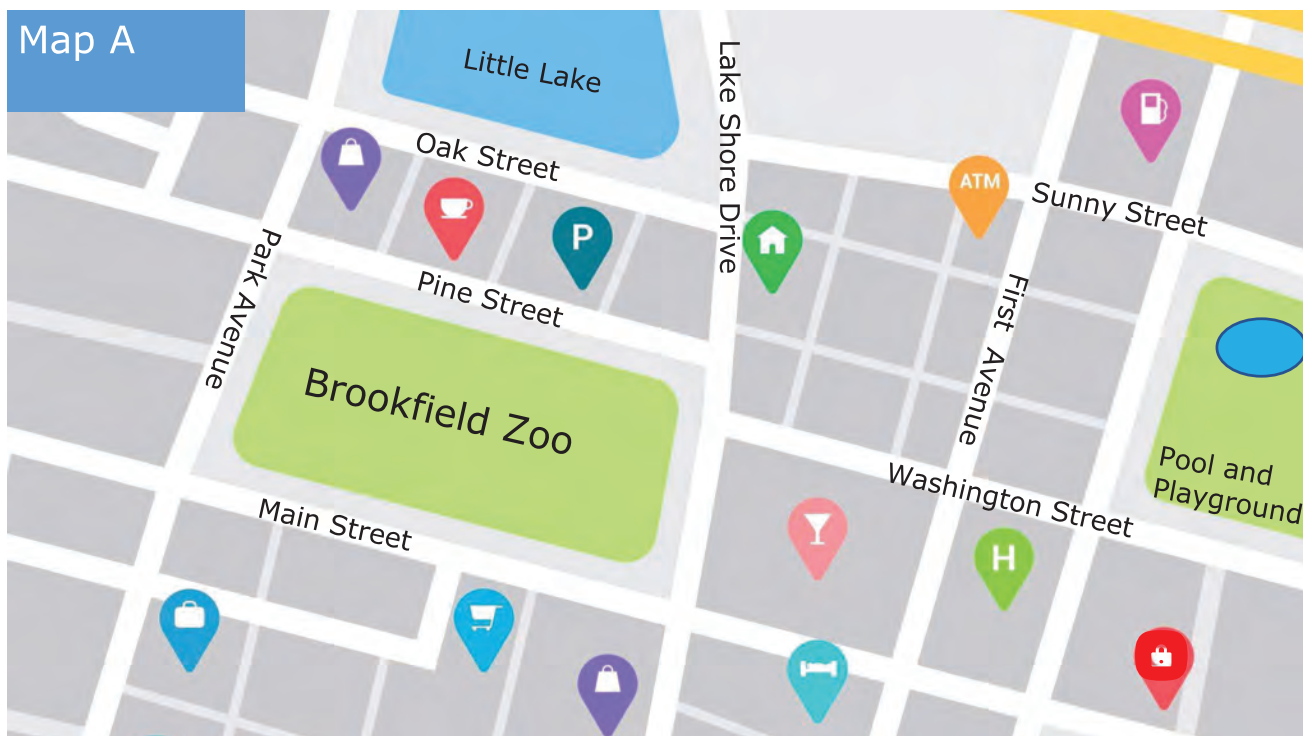 Map A
Little Lake
Lake Shore Drive
Oak Street
ATM
Sunny Street
P
Park Avenue
Pine Street
First Avenue
Brookfield Zoo
Pool and
Playground
Washington Street
Main Street
H